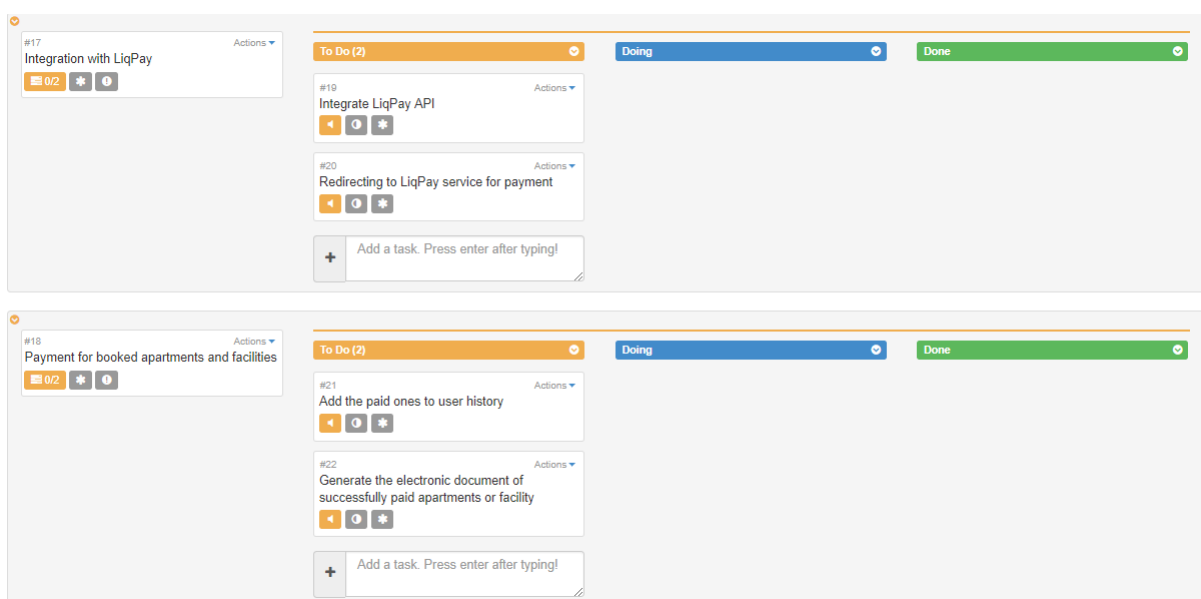 #17 Actions
Integration with LiqPay
0/2
To Do (2)
Doing
Done
#19 Actions
Integrate LiqPay API
#20 Actions
Redirecting to LiqPay service for payment
Add a task. Press enter after typing!
#18 Actions
Payment for booked apartments and facilities
0/2
To Do (2)
Doing
Done
#21 Actions
Add the paid ones to user history
#22 Actions
Generate the electronic document of
successfully paid apartments or facility
Add a task. Press enter after typing!